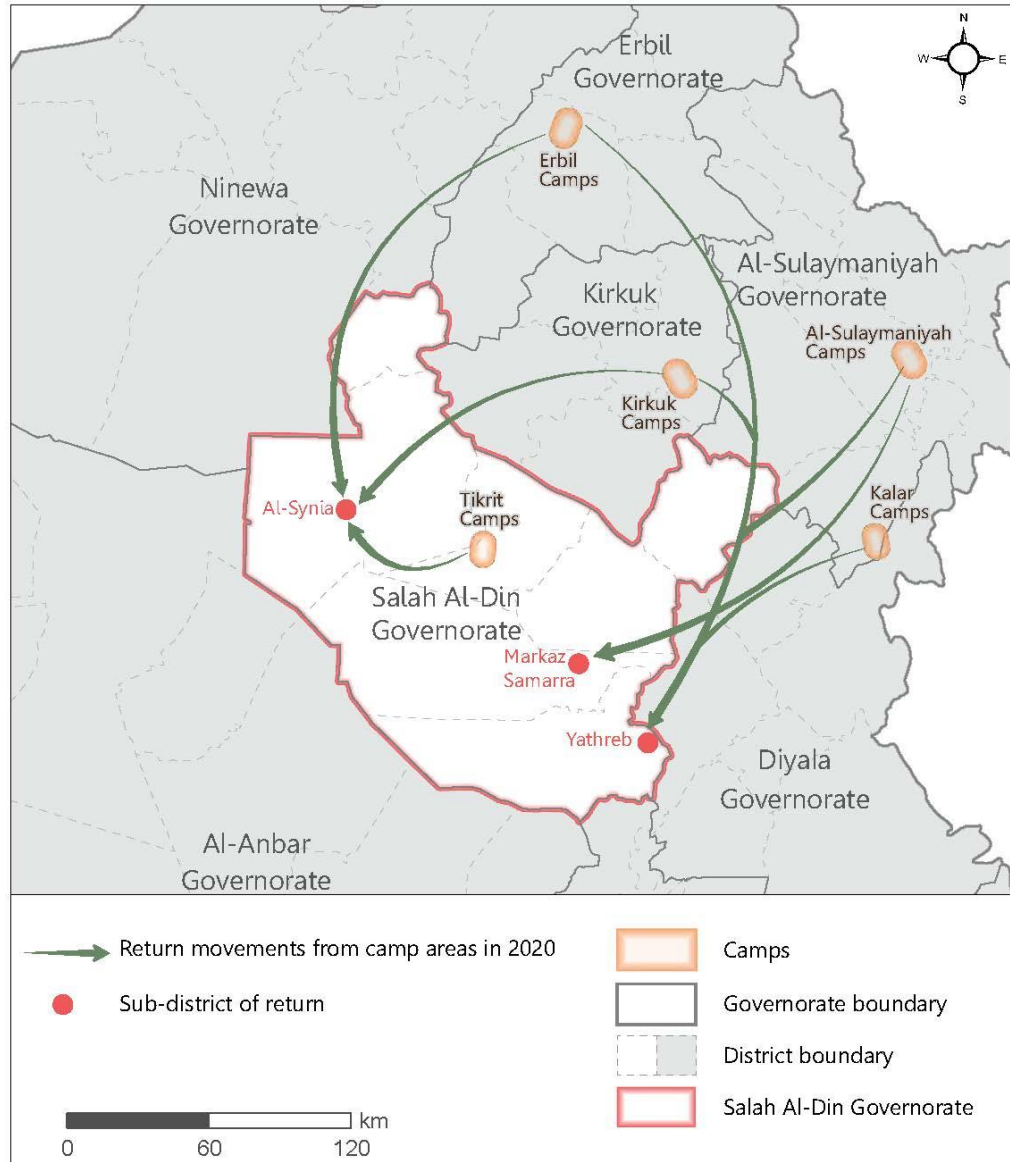 N
W
E
S
Erbil
Governorate
Erbil
Camps
Ninewa
Governorate
Al-Sulaymaniyah
Governorate
Kirkuk
Governorate
Al-Sulaymaniyah
Camps
Kirkuk
Camps
Al-Synia
Tikrit
Camps
Kalar
Camps
Salah Al-Din
Governorate
Markaz
Samarra
Yathreb
Diyala
Governorate
Al-Anbar
Governorate
Return movements from camp areas in 2020
Sub-district of return
Camps
Governorate boundary
District boundary
Salah Al-Din Governorate
km
0 60 120